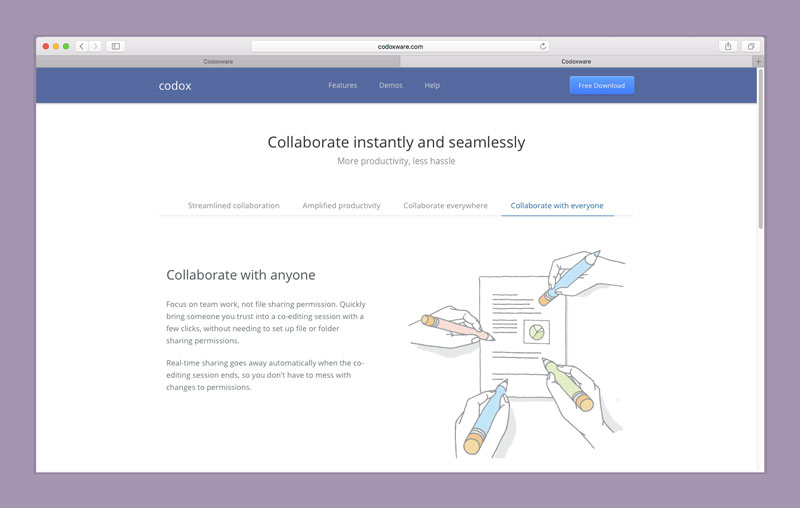 codoxware.com
Codoxware
Codoxware
codox
Features
Demos
Help
Free Download
Collaborate instantly and seamlessly
More productivity, less hassle
Streamlined collaboration
Amplified productivity
Collaborate everywhere
Collaborate with everyone
Collaborate with anyone
Focus on team work, not file sharing permission. Quickly
bring someone you trust into a co-editing session with a
few clicks, without needing to set up file or folder
sharing permissions.
Real-time sharing goes away automatically when the co-
editing session ends, so you don't have to mess with
changes to permissions.